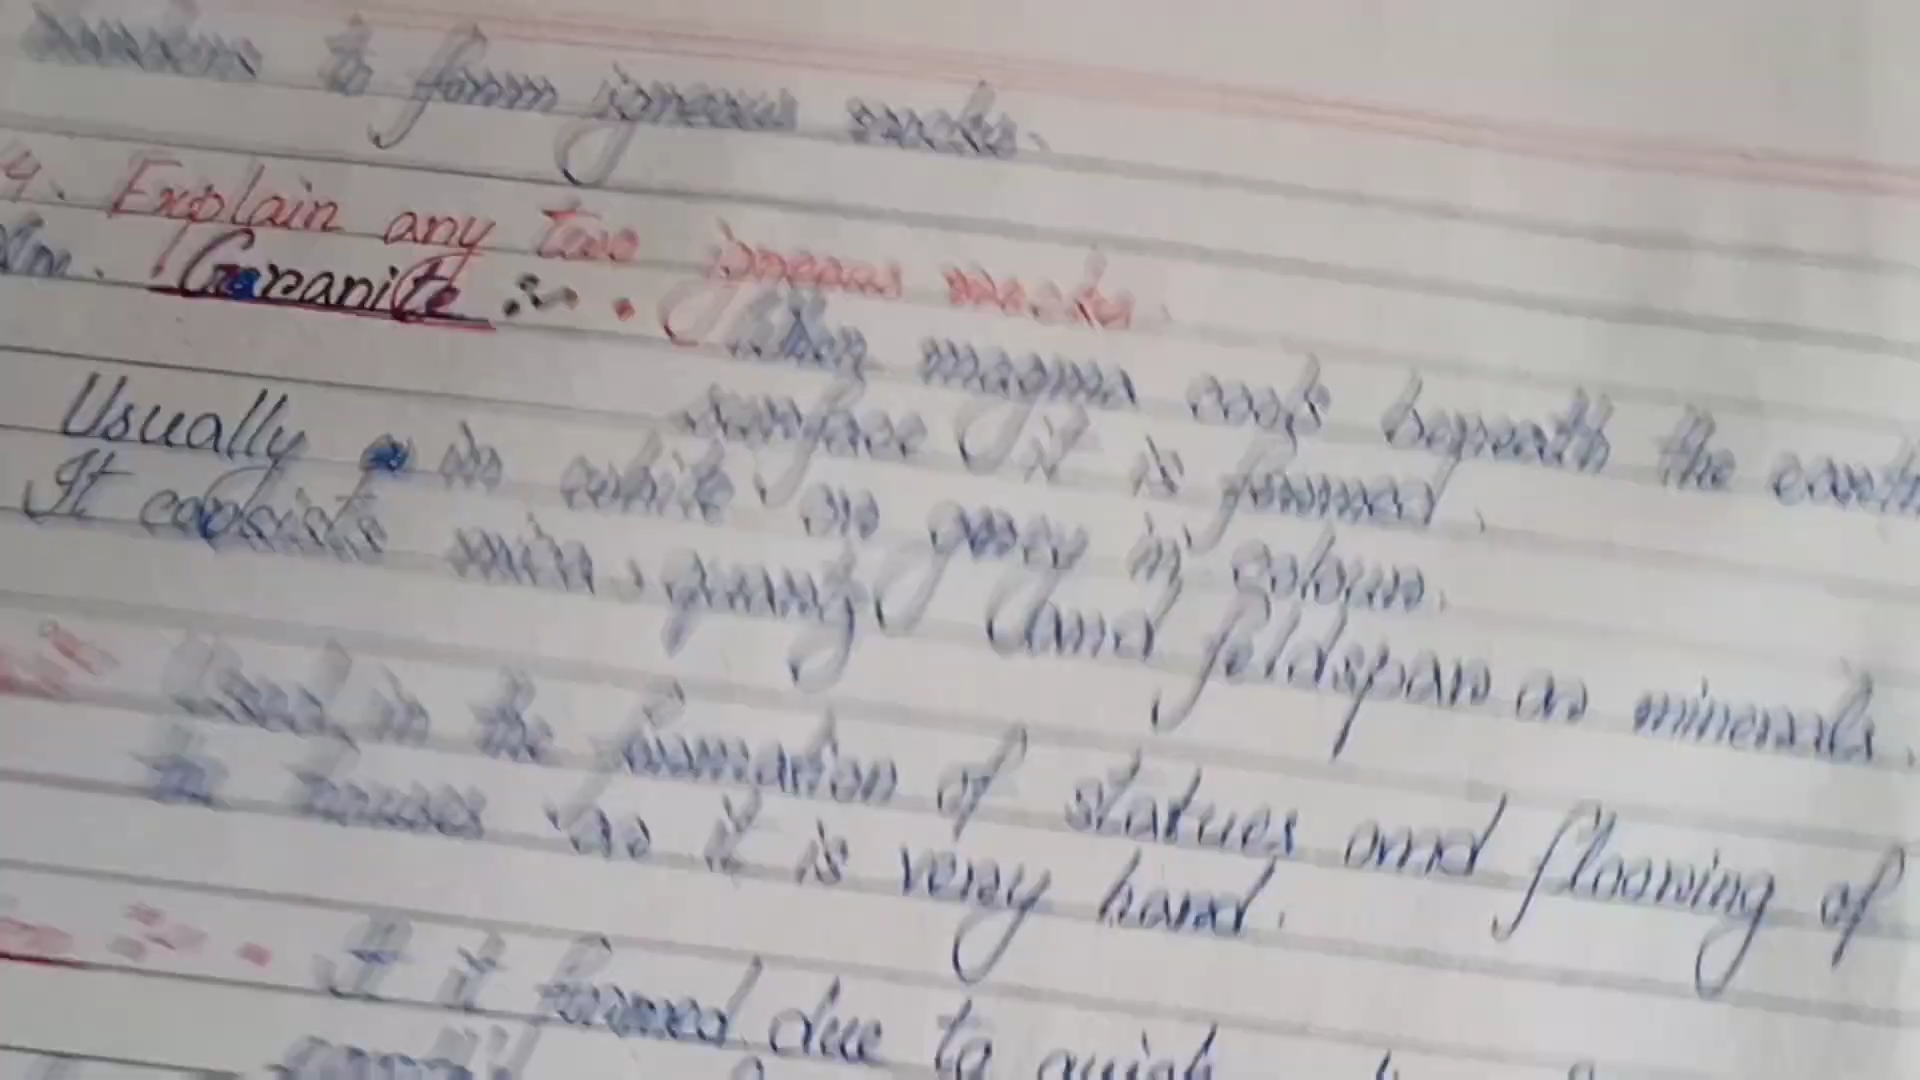 to form igneous rocks.
4. Explain any two igneous rocks.
Ans. Granite :~ • When magma cools beneath the earth
surface it is formed.
Usually is white or grey in colour.
It consists quartz and feldspar as minerals.
Used in the formation of statues and flooring of
the houses as it is very hard.
It it formed due to quick